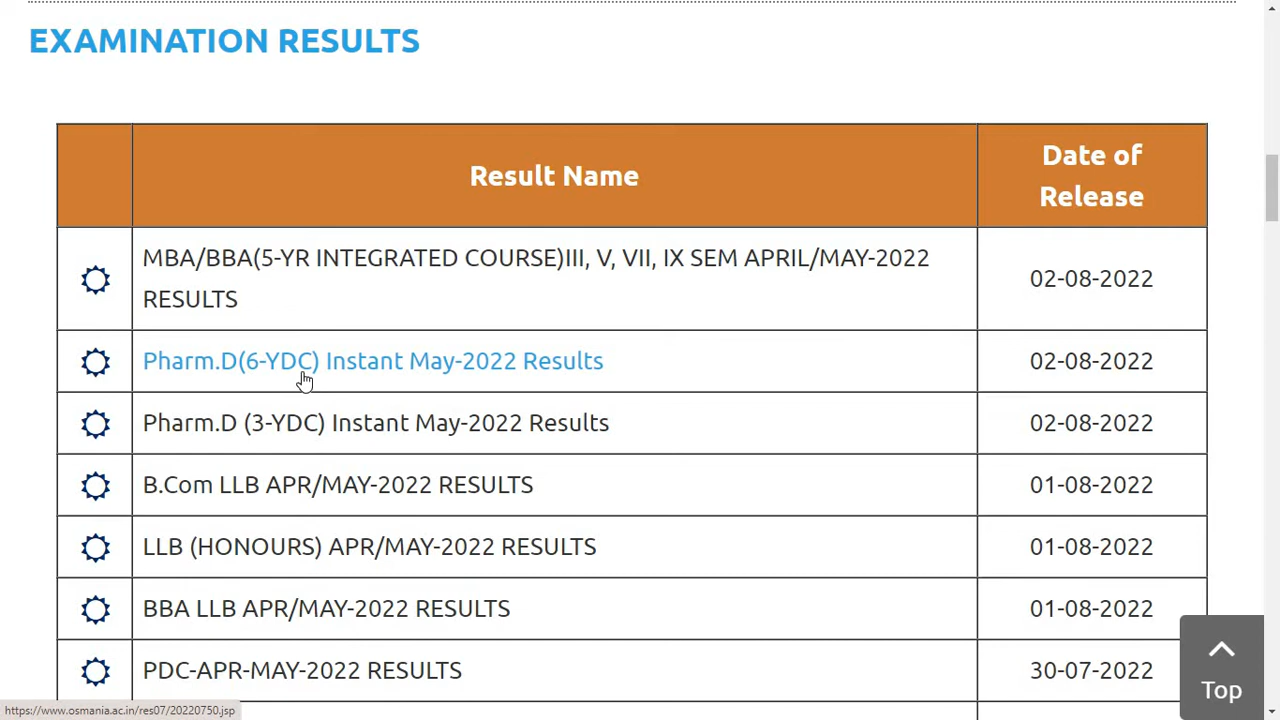 EXAMINATION RESULTS
Result Name
Date of
Release
MBA/BBA(5-YR INTEGRATED COURSE)III, V, VII, IX SEM APRIL/MAY-2022
RESULTS
02-08-2022
Pharm.D(6-YDC) Instant May-2022 Results
02-08-2022
Pharm.D (3-YDC) Instant May-2022 Results
02-08-2022
B.Com LLB APR/MAY-2022 RESULTS
01-08-2022
LLB (HONOURS) APR/MAY-2022 RESULTS
01-08-2022
BBA LLB APR/MAY-2022 RESULTS
01-08-2022
PDC-APR-MAY-2022 RESULTS
30-07-2022
Top
https://www.osmania.ac.in/res07/20220750.jsp